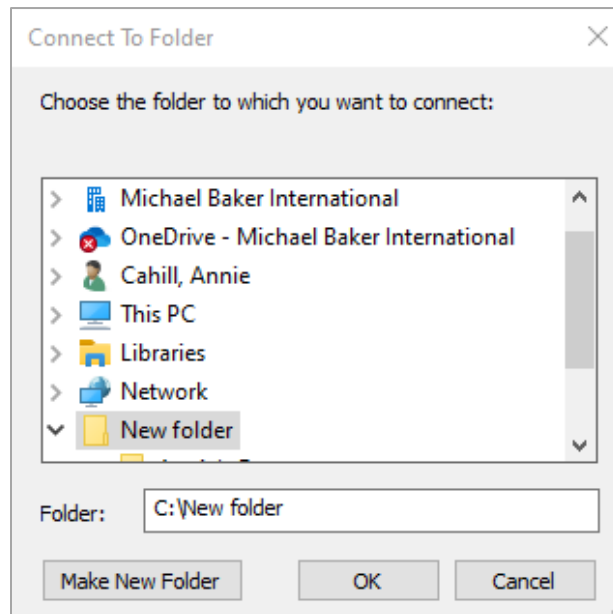 Connect To Folder
Choose the folder to which you want to connect:
Michael Baker International
OneDrive - Michael Baker International
Cahill, Annie
This PC
Libraries
Network
New folder
Folder: C:\New folder
Make New Folder OK Cancel